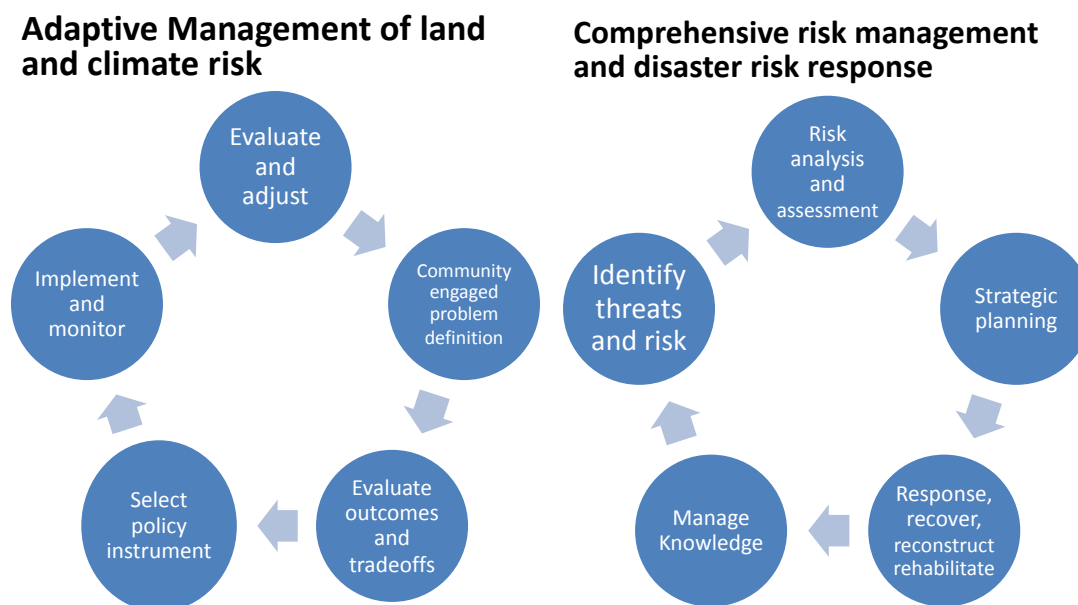 Adaptive Management of land
and climate risk
Evaluate
and
adjust
Community
engaged
problem
definition
Evaluate
outcomes
and
tradeoffs
Select
policy
instrument
Implement
and
monitor
Comprehensive risk management
and disaster risk response
Risk
analysis
and
assessment
Strategic
planning
Response,
recover,
reconstruct
rehabilitate
Manage
Knowledge
Identify
threats
and risk